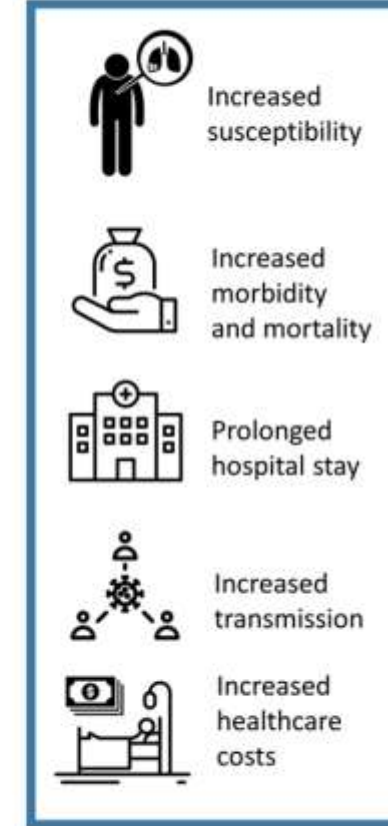 Increased
susceptibility
$
Increased
morbidity
and mortality
Prolonged
hospital stay
Increased
transmission
Increased
healthcare
costs